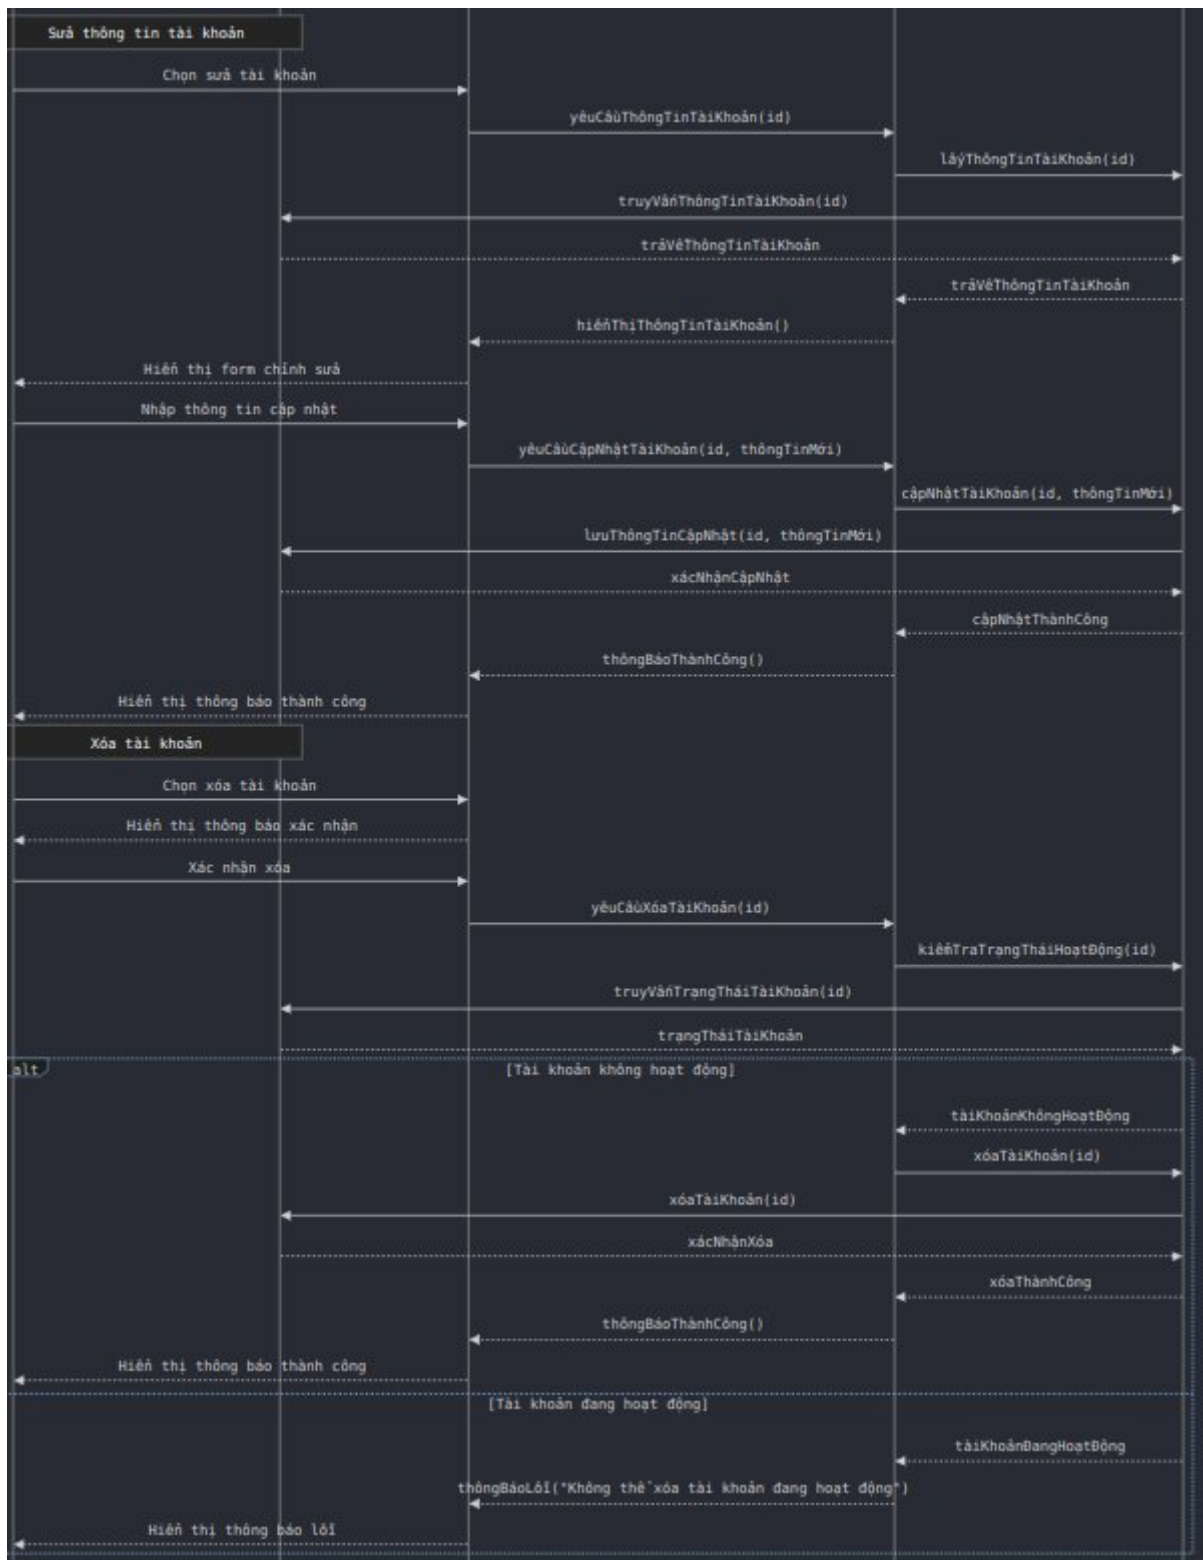 Sửa thông tin tài khoản
Chọn sửa tài khoản
yêuCầuThôngTinTàiKhoản(id)
lấyThôngTinTàiKhoản(id)
truyVấnThôngTinTàiKhoản(id)
trảVềThôngTinTàiKhoản
trảVềThôngTinTàiKhoản
hiểnThịThôngTinTàiKhoản()
Hiển thị form chỉnh sửa
Nhập thông tin cập nhật
yêuCầuCậpNhậtTàiKhoản(id, thôngTinMới)
cậpNhậtTàiKhoản(id, thôngTinMới)
lưuThôngTinCậpNhật(id, thôngTinMới)
xácNhậnCậpNhật
cậpNhậtThànhCông
thôngBáoThànhCông()
Hiển thị thông báo thành công
Xóa tài khoản
Chọn xóa tài khoản
Hiển thị thông báo xác nhận
Xác nhận xóa
yêuCầuXóaTàiKhoản(id)
kiểmTraTrạngTháiHoạtĐộng(id)
truyVấnTrạngTháiTàiKhoản(id)
trạngTháiTàiKhoản
alt [Tài khoản không hoạt động]
tàiKhoảnKhôngHoạtĐộng
xóaTàiKhoản(id)
xóaTàiKhoản(id)
xácNhậnXóa
xóaThànhCông
thôngBáoThànhCông()
Hiển thị thông báo thành công
[Tài khoản đang hoạt động]
tàiKhoảnĐangHoạtĐộng
thôngBáoLỗi("Không thể xóa tài khoản đang hoạt động")
Hiển thị thông báo lỗi